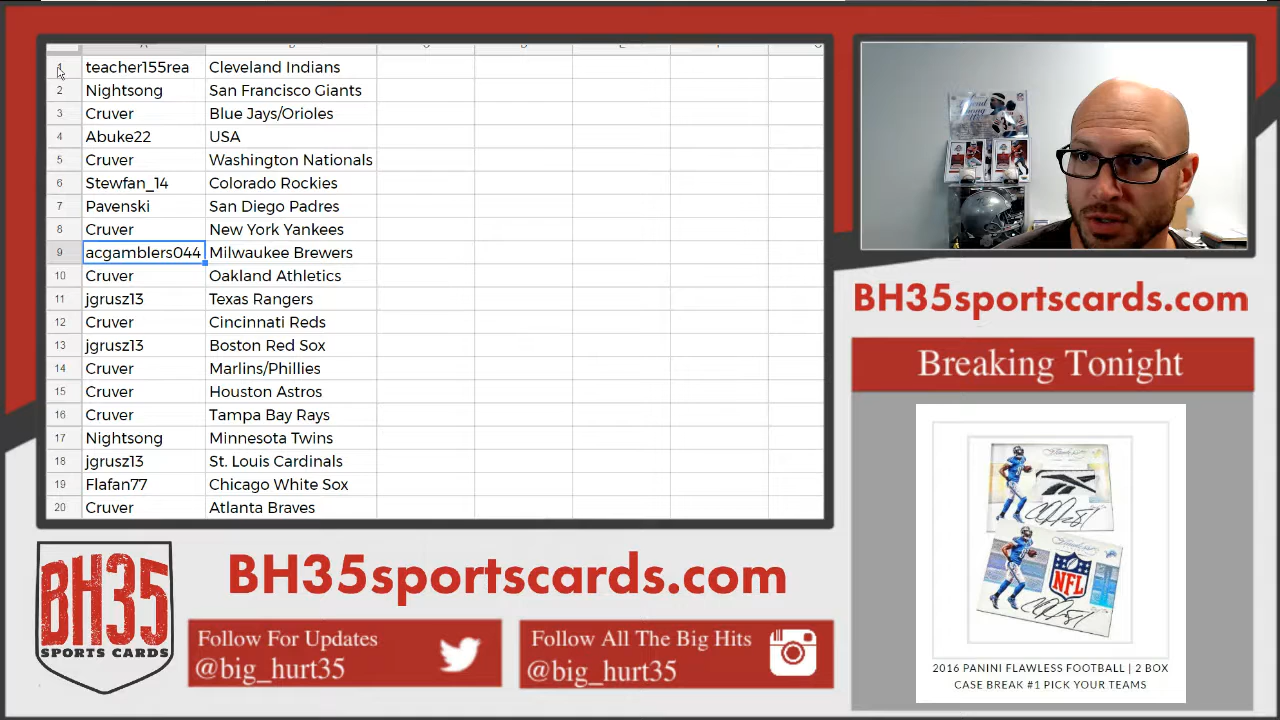 1 teacher155rea Cleveland Indians
2 Nightsong San Francisco Giants
3 Cruver Blue Jays/Orioles
4 Abuke22 USA
5 Cruver Washington Nationals
6 Stewfan_14 Colorado Rockies
7 Pavenski San Diego Padres
8 Cruver New York Yankees
9 acgamblers044 Milwaukee Brewers
10 Cruver Oakland Athletics
11 jgrusz13 Texas Rangers
12 Cruver Cincinnati Reds
13 jgrusz13 Boston Red Sox
14 Cruver Marlins/Phillies
15 Cruver Houston Astros
16 Cruver Tampa Bay Rays
17 Nightsong Minnesota Twins
18 jgrusz13 St. Louis Cardinals
19 Flafan77 Chicago White Sox
20 Cruver Atlanta Braves
BH35sportscards.com
Breaking Tonight
NFL
2016 PANINI FLAWLESS FOOTBALL | 2 BOX
CASE BREAK #1 PICK YOUR TEAMS
BH35
SPORTS CARDS
BH35sportscards.com
Follow For Updates
@big_hurt35
Follow All The Big Hits
@big_hurt35